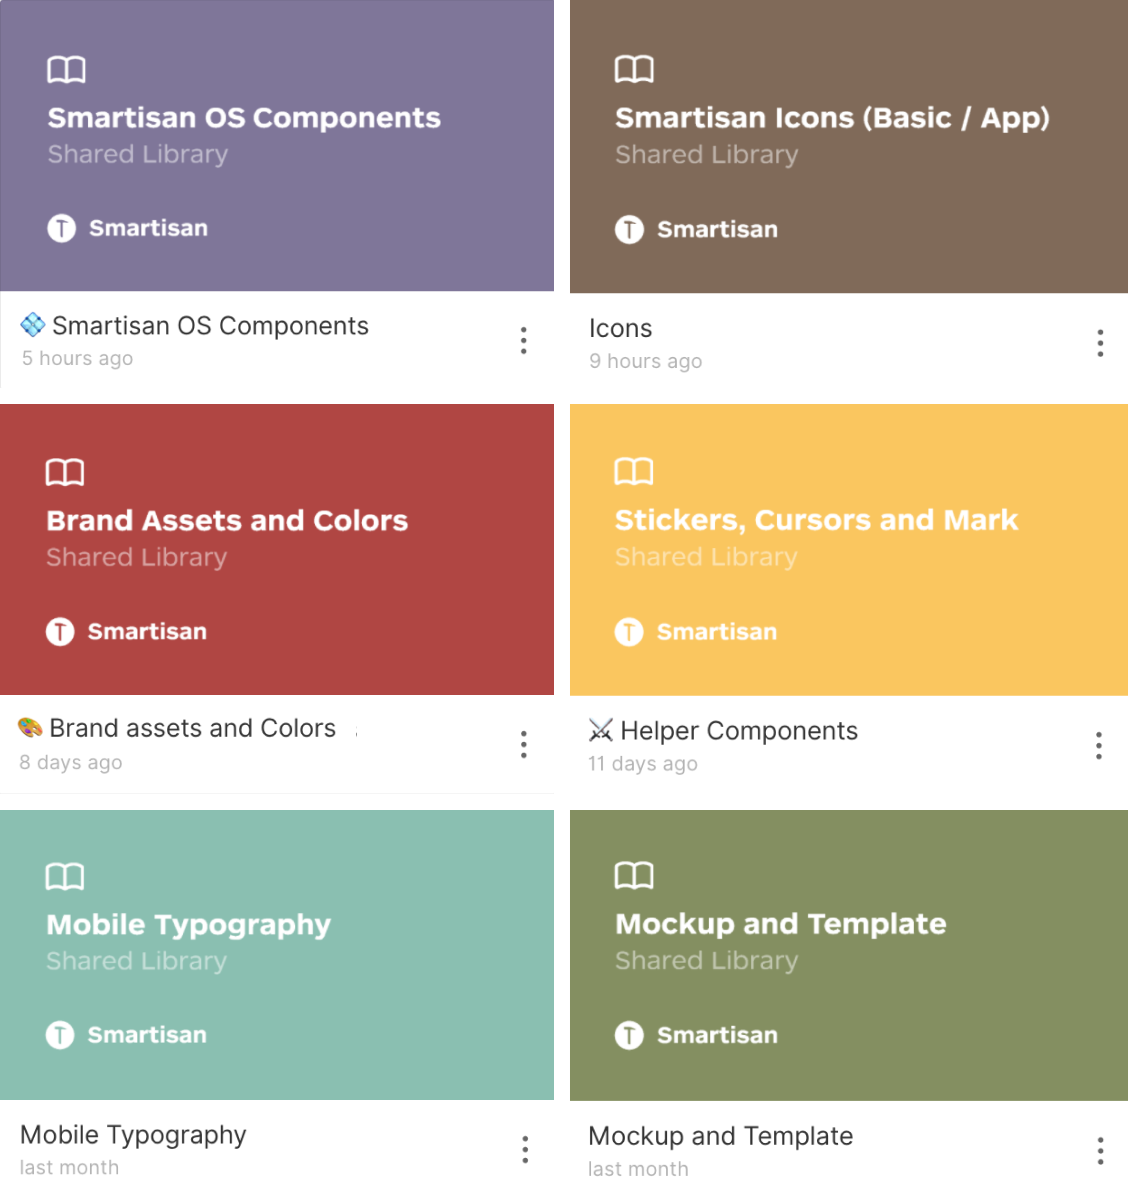 Smartisan OS Components
Shared Library
T Smartisan
💠 Smartisan OS Components
5 hours ago
Smartisan Icons (Basic / App)
Shared Library
T Smartisan
Icons
9 hours ago
Brand Assets and Colors
Shared Library
T Smartisan
🎨 Brand assets and Colors
8 days ago
Stickers, Cursors and Mark
Shared Library
T Smartisan
⚔️ Helper Components
11 days ago
Mobile Typography
Shared Library
T Smartisan
Mobile Typography
last month
Mockup and Template
Shared Library
T Smartisan
Mockup and Template
last month